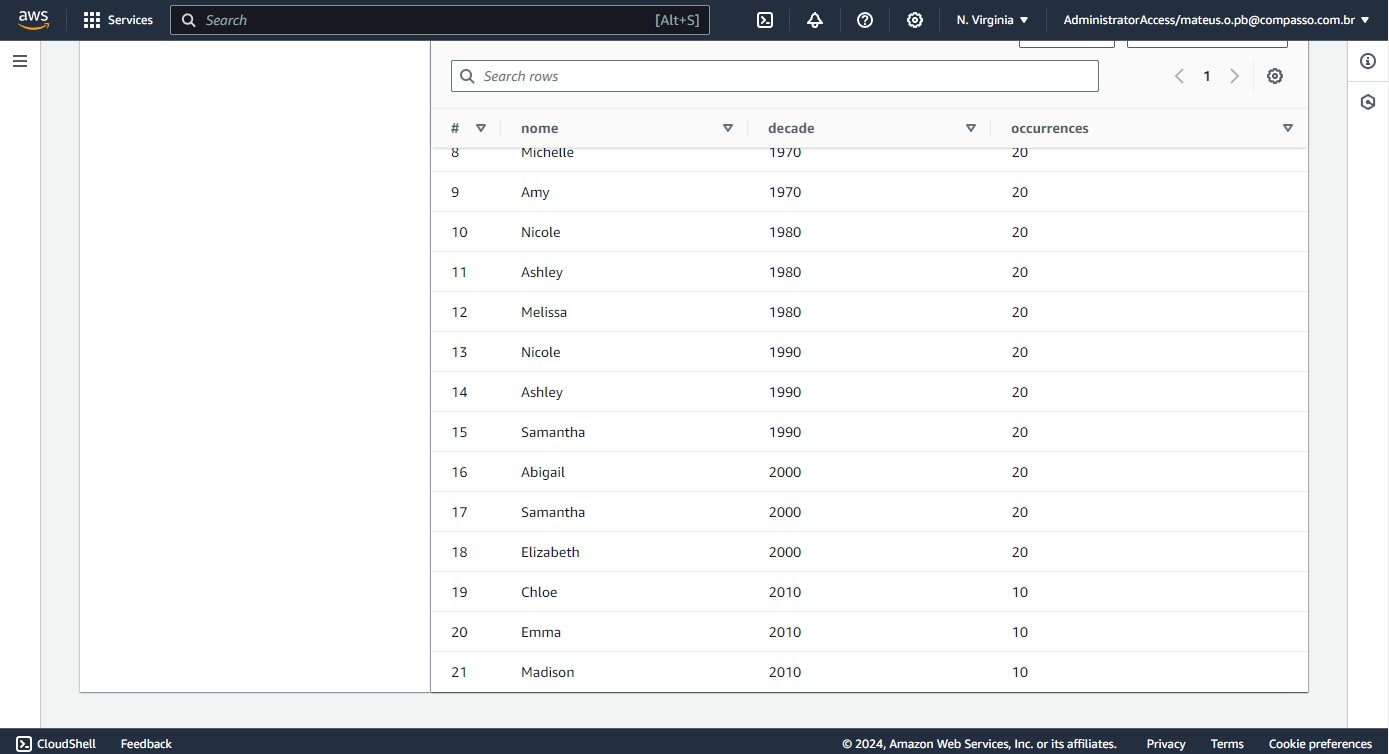 aws Services Search [Alt+S] N. Virginia AdministratorAccess/mateus.o.pb@compasso.com.br
Search rows 1
# nome decade occurrences
8 Michelle 1970 20
9 Amy 1970 20
10 Nicole 1980 20
11 Ashley 1980 20
12 Melissa 1980 20
13 Nicole 1990 20
14 Ashley 1990 20
15 Samantha 1990 20
16 Abigail 2000 20
17 Samantha 2000 20
18 Elizabeth 2000 20
19 Chloe 2010 10
20 Emma 2010 10
21 Madison 2010 10
CloudShell Feedback © 2024, Amazon Web Services, Inc. or its affiliates. Privacy Terms Cookie preferences